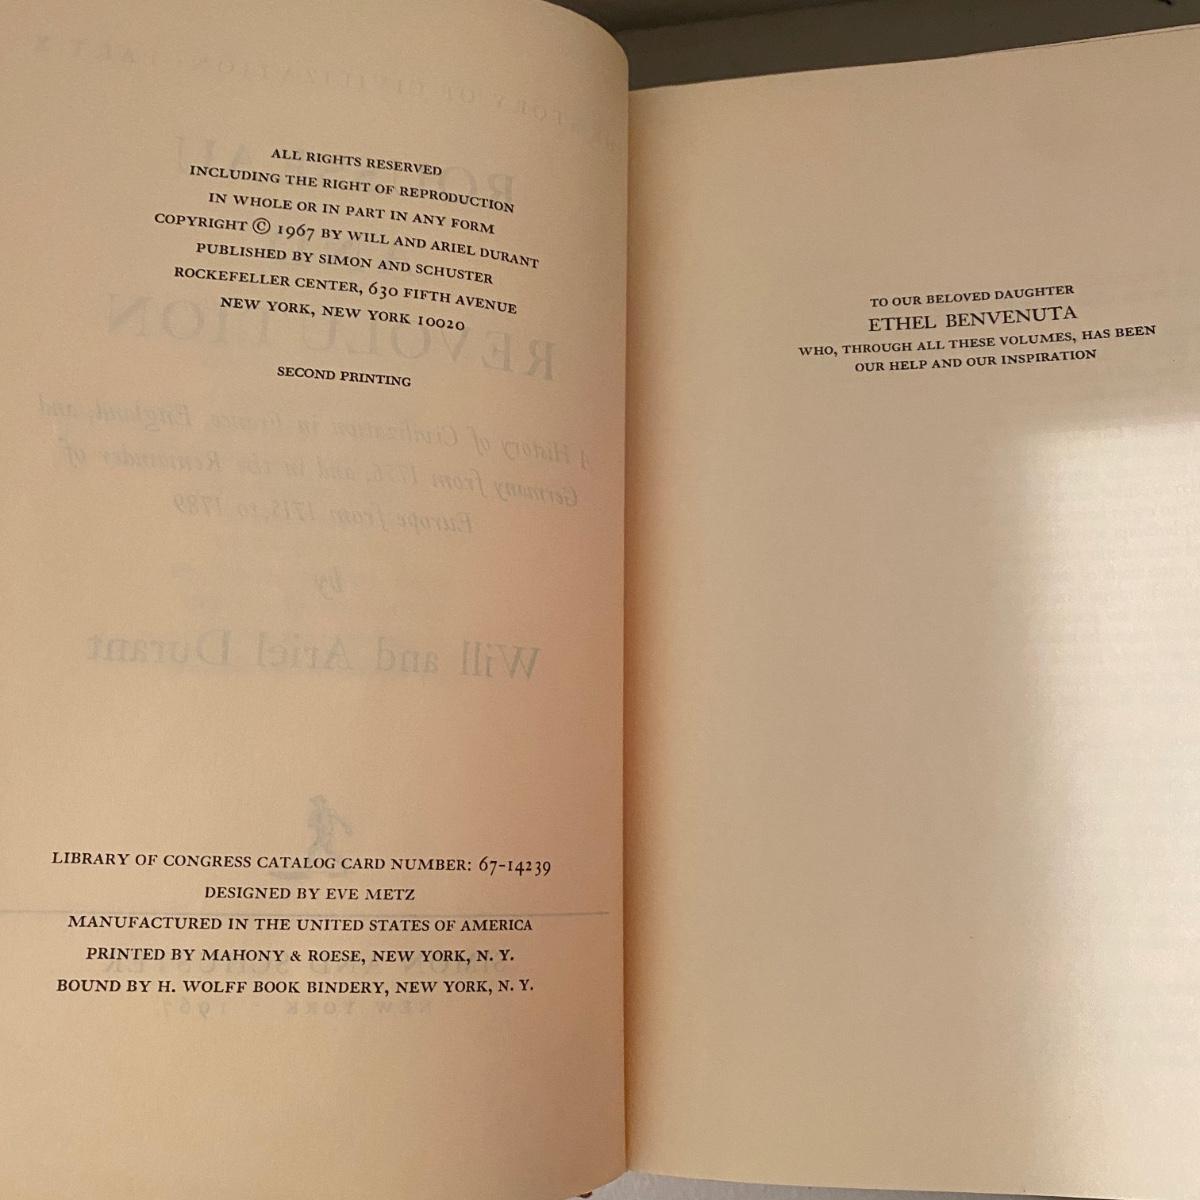 ALL RIGHTS RESERVED
INCLUDING THE RIGHT OF REPRODUCTION
IN WHOLE OR IN PART IN ANY FORM
COPYRIGHT © 1967 BY WILL AND ARIEL DURANT
PUBLISHED BY SIMON AND SCHUSTER
ROCKEFELLER CENTER, 630 FIFTH AVENUE
NEW YORK, NEW YORK 10020
SECOND PRINTING
LIBRARY OF CONGRESS CATALOG CARD NUMBER: 67-14239
DESIGNED BY EVE METZ
MANUFACTURED IN THE UNITED STATES OF AMERICA
PRINTED BY MAHONY & ROESE, NEW YORK, N. Y.
BOUND BY H. WOLFF BOOK BINDERY, NEW YORK, N. Y.
TO OUR BELOVED DAUGHTER
ETHEL BENVENUTA
WHO, THROUGH ALL THESE VOLUMES, HAS BEEN
OUR HELP AND OUR INSPIRATION